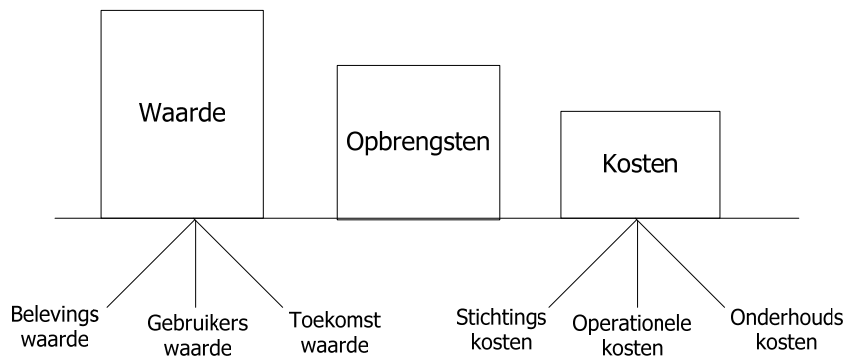 Waarde
Opbrengsten
Kosten
Belevings
waarde
Gebruikers
waarde
Toekomst
waarde
Stichtings
kosten
Operationele
kosten
Onderhouds
kosten